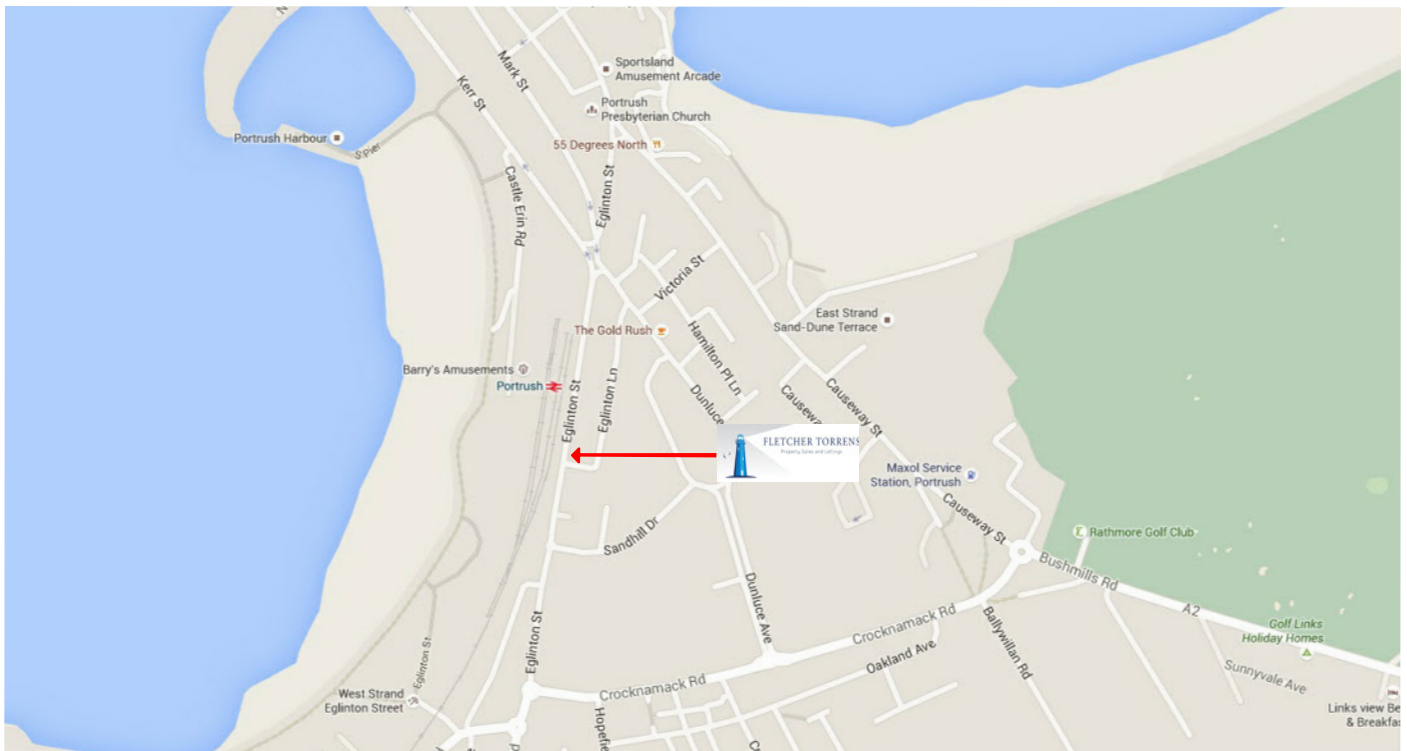 Mark St
Kerr St
Sportsland
Amusement Arcade
Portrush
Presbyterian Church
Portrush Harbour
S Pier
55 Degrees North
Castle Erin Rd
Eglinton St
Victoria St
East Strand
Sand-Dune Terrace
The Gold Rush
Hamilton Pl Ln
Barry's Amusements
Portrush
Eglinton St
Eglinton Ln
Dunluce
Causeway St
FLETCHER TORRENS
Property Sales and Lettings
Maxol Service
Station, Portrush
Causeway St
Sandhill Dr
Rathmore Golf Club
Bushmills Rd
A2
Dunluce Ave
Crocknamack Rd
Ballywillan Rd
Golf Links
Holiday Homes
Oakland Ave
Eglinton St
Eglinton St
Sunnyvale Ave
Crocknamack Rd
West Strand
Eglinton Street
Links view Be
& Breakfa